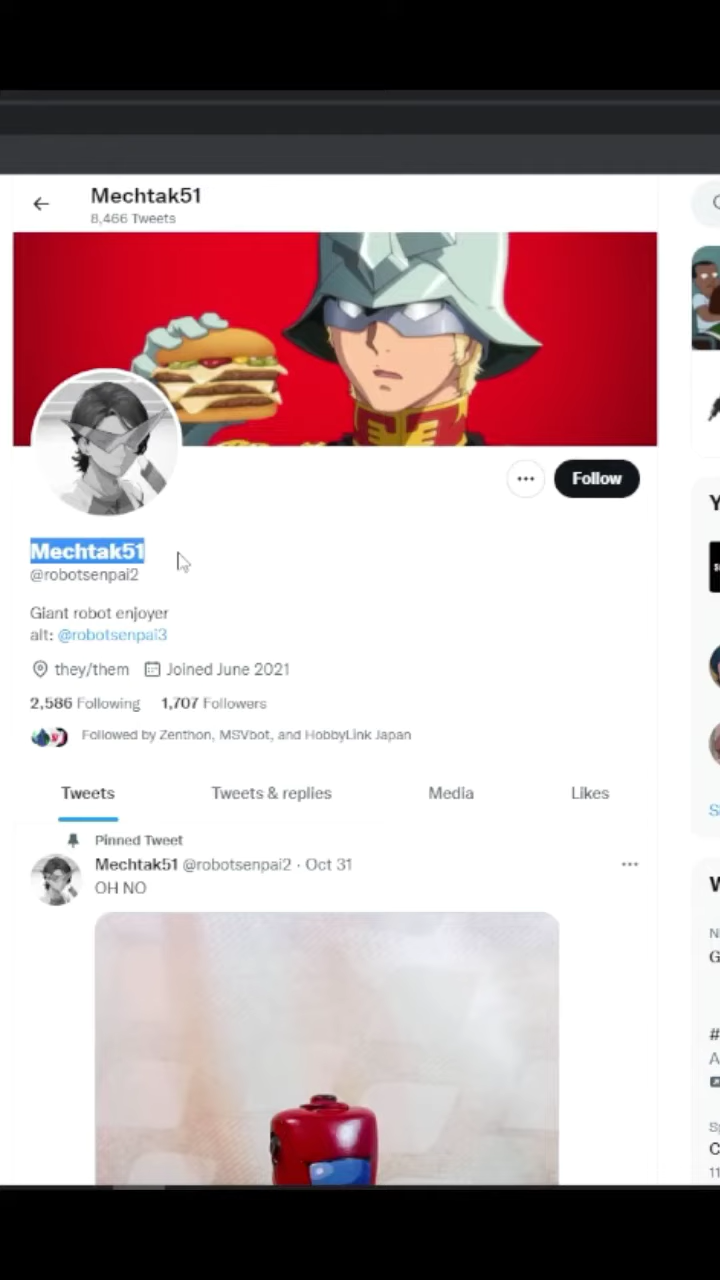 Mechtak51
8,466 Tweets
Follow
Mechtak51
@robotsenpai2
Giant robot enjoyer
alt: @robotsenpai3
they/them Joined June 2021
2,586 Following 1,707 Followers
Followed by Zenthon, MSVbot, and HobbyLink Japan
Tweets Tweets & replies Media Likes
Pinned Tweet
Mechtak51 @robotsenpai2 · Oct 31
OH NO